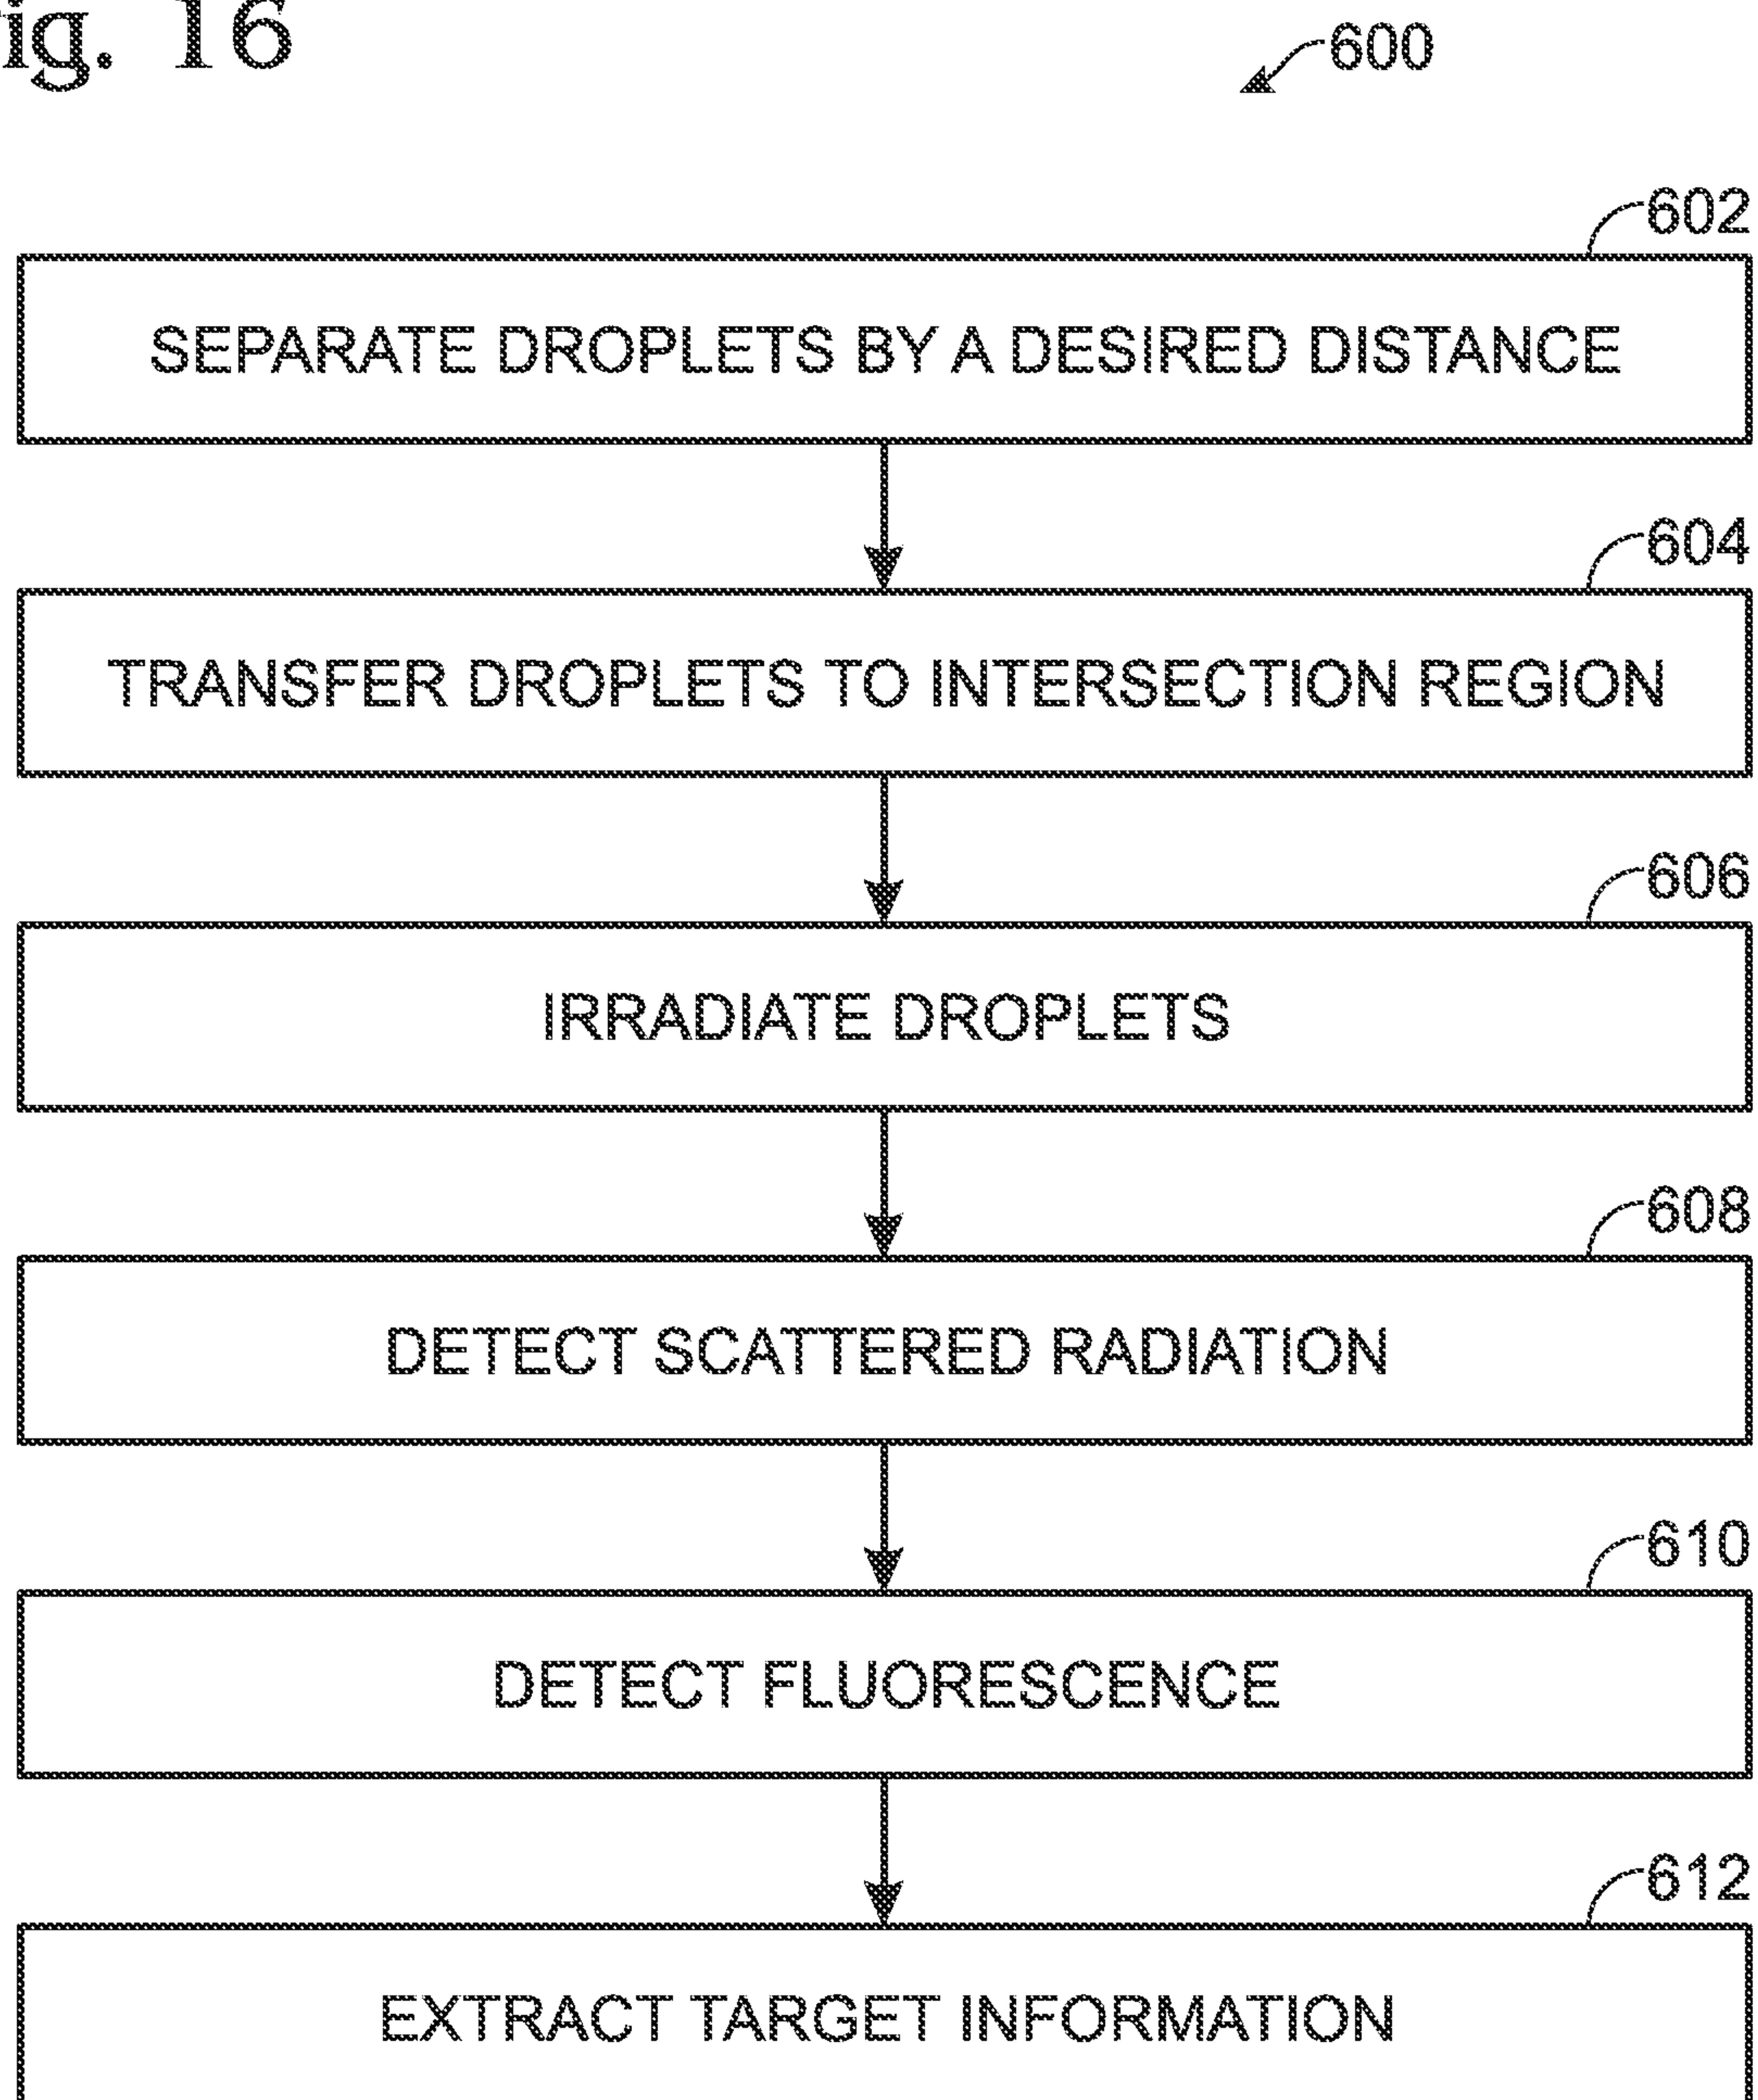 ig. 16
600
602
SEPARATE DROPLETS BY A DESIRED DISTANCE
604
TRANSFER DROPLETS TO INTERSECTION REGION
606
IRRADIATE DROPLETS
608
DETECT SCATTERED RADIATION
610
DETECT FLUORESCENCE
612
EXTRACT TARGET INFORMATION